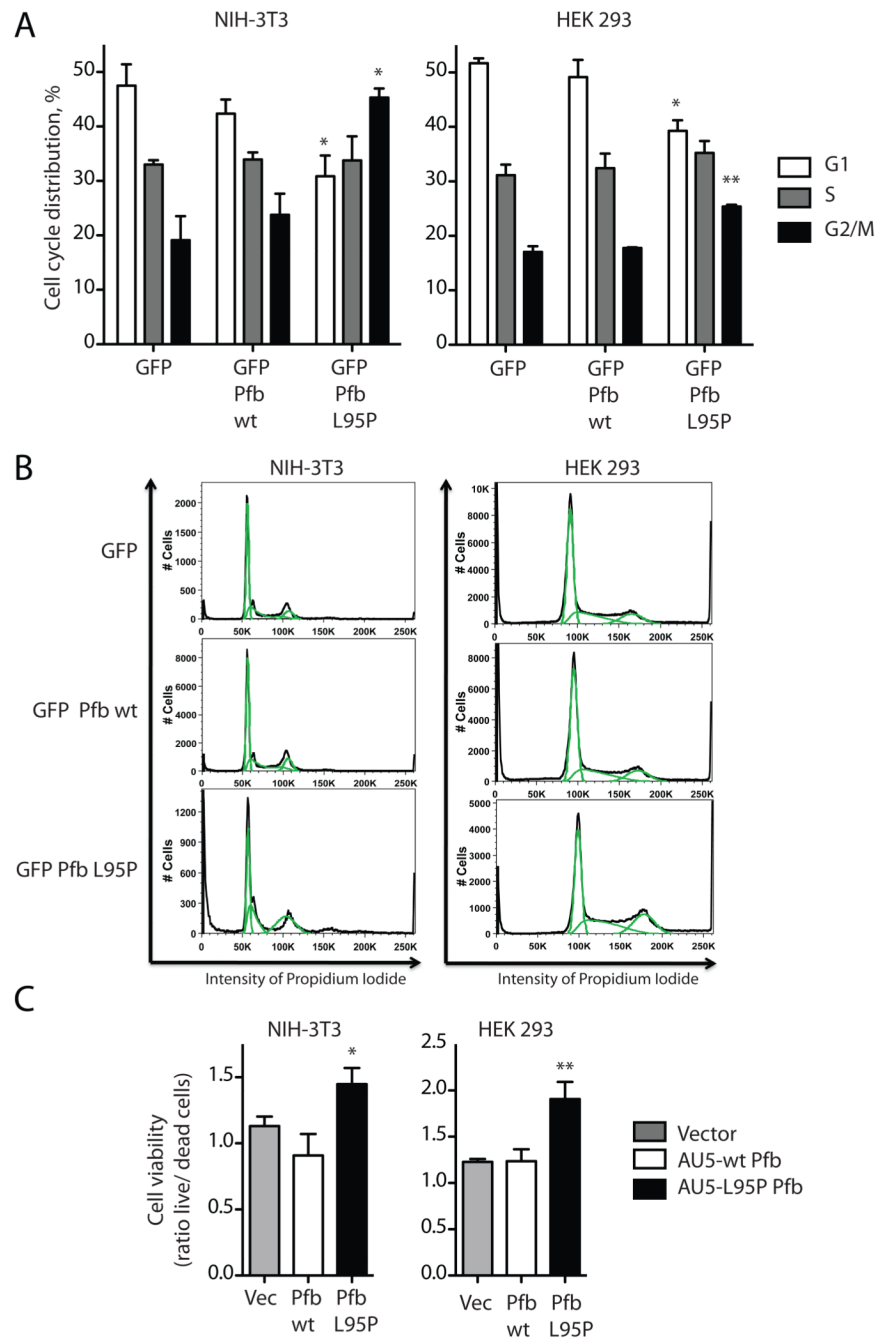 A
NIH-3T3
HEK 293
Cell cycle distribution, %
50
40
30
20
10
0
*
*
GFP
GFP
Pfb
wt
GFP
Pfb
L95P
50
40
30
20
10
0
*
**
GFP
GFP
Pfb
wt
GFP
Pfb
L95P
G1
S
G2/M
B
NIH-3T3
HEK 293
GFP
# Cells
2000
1500
1000
500
0
0 50K 100K 150K 200K 250K
# Cells
10K
8000
6000
4000
2000
0
0 50K 100K 150K 200K 250K
GFP Pfb wt
# Cells
8000
6000
4000
2000
0
0 50K 100K 150K 200K 250K
# Cells
8000
6000
4000
2000
0
0 50K 100K 150K 200K 250K
GFP Pfb L95P
# Cells
1200
900
600
300
0
0 50K 100K 150K 200K 250K
# Cells
5000
4000
3000
2000
1000
0
0 50K 100K 150K 200K 250K
Intensity of Propidium Iodide
Intensity of Propidium Iodide
C
NIH-3T3
HEK 293
Cell viability
(ratio live/ dead cells)
1.5
1.0
0.5
0.0
*
Vec
Pfb
wt
Pfb
L95P
2.5
2.0
1.5
1.0
0.5
0.0
**
Vec
Pfb
wt
Pfb
L95P
Vector
AU5-wt Pfb
AU5-L95P Pfb